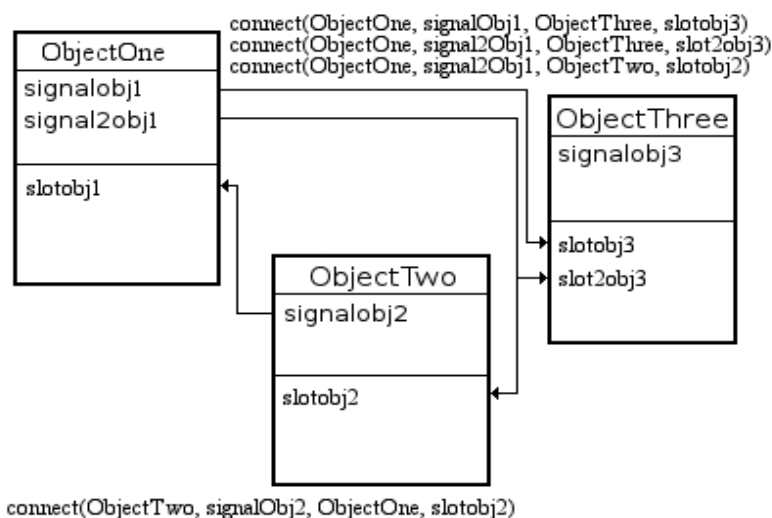 connect(ObjectOne, signalObj1, ObjectThree, slotobj3)
connect(ObjectOne, signal2Obj1, ObjectThree, slot2obj3)
connect(ObjectOne, signal2Obj1, ObjectTwo, slotobj2)
ObjectOne
signalobj1
signal2obj1
slotobj1
ObjectThree
signalobj3
slotobj3
slot2obj3
ObjectTwo
signalobj2
slotobj2
connect(ObjectTwo, signalObj2, ObjectOne, slotobj2)